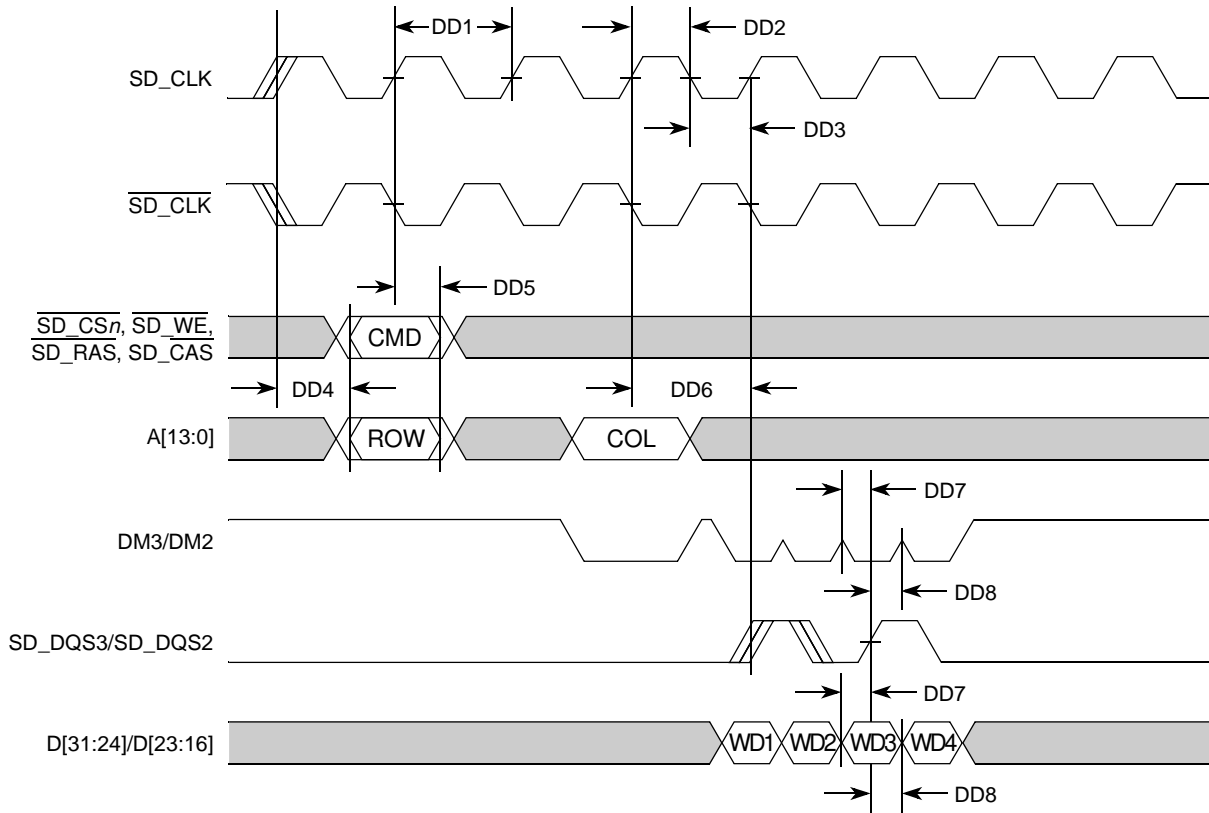 DD1
DD2
SD_CLK
DD3
SD_CLK
DD5
SD_CSn, SD_WE,
SD_RAS, SD_CAS
CMD
DD4
DD6
A[13:0]
ROW
COL
DD7
DM3/DM2
DD8
SD_DQS3/SD_DQS2
DD7
D[31:24]/D[23:16]
WD1
WD2
WD3
WD4
DD8